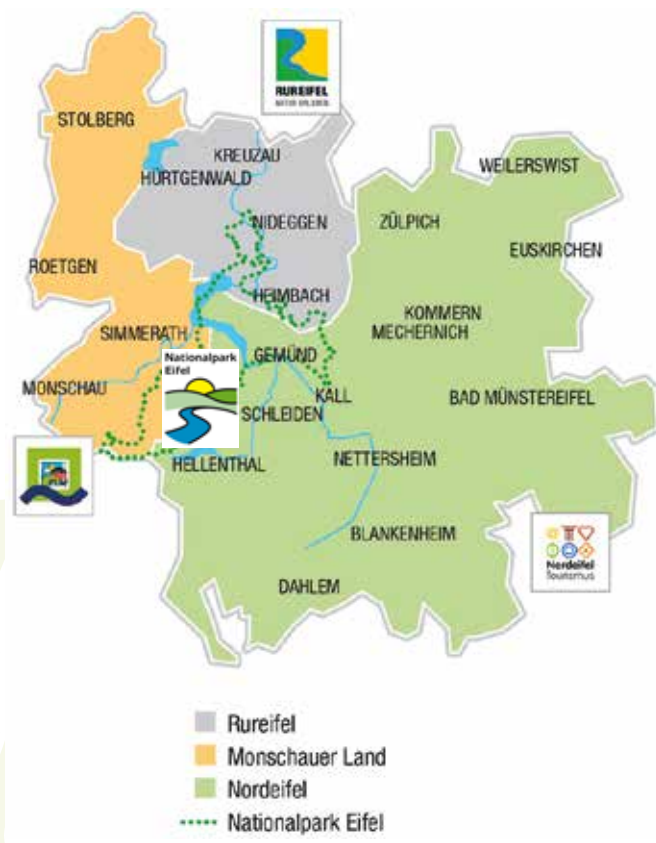 RUREIFEL
NATUR ERLEBEN
STOLBERG
KREUZAU
HÜRTGENWALD
WEILERSWIST
NIDEGGEN
ZÜLPICH
EUSKIRCHEN
ROETGEN
HEIMBACH
KOMMERN
SIMMERATH
MECHERNICH
Nationalpark
Eifel
GEMÜND
MONSCHAU
KALL
BAD MÜNSTEREIFEL
SCHLEIDEN
HELLENTHAL
NETTERSHEIM
BLANKENHEIM
Nordeifel
Tourismus
DAHLEM
Rureifel
Monschauer Land
Nordeifel
Nationalpark Eifel